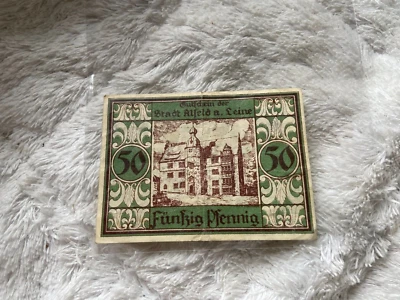 Gutschein der
Stadt Alfeld a. Leine
50 50
Fünfzig Pfennig